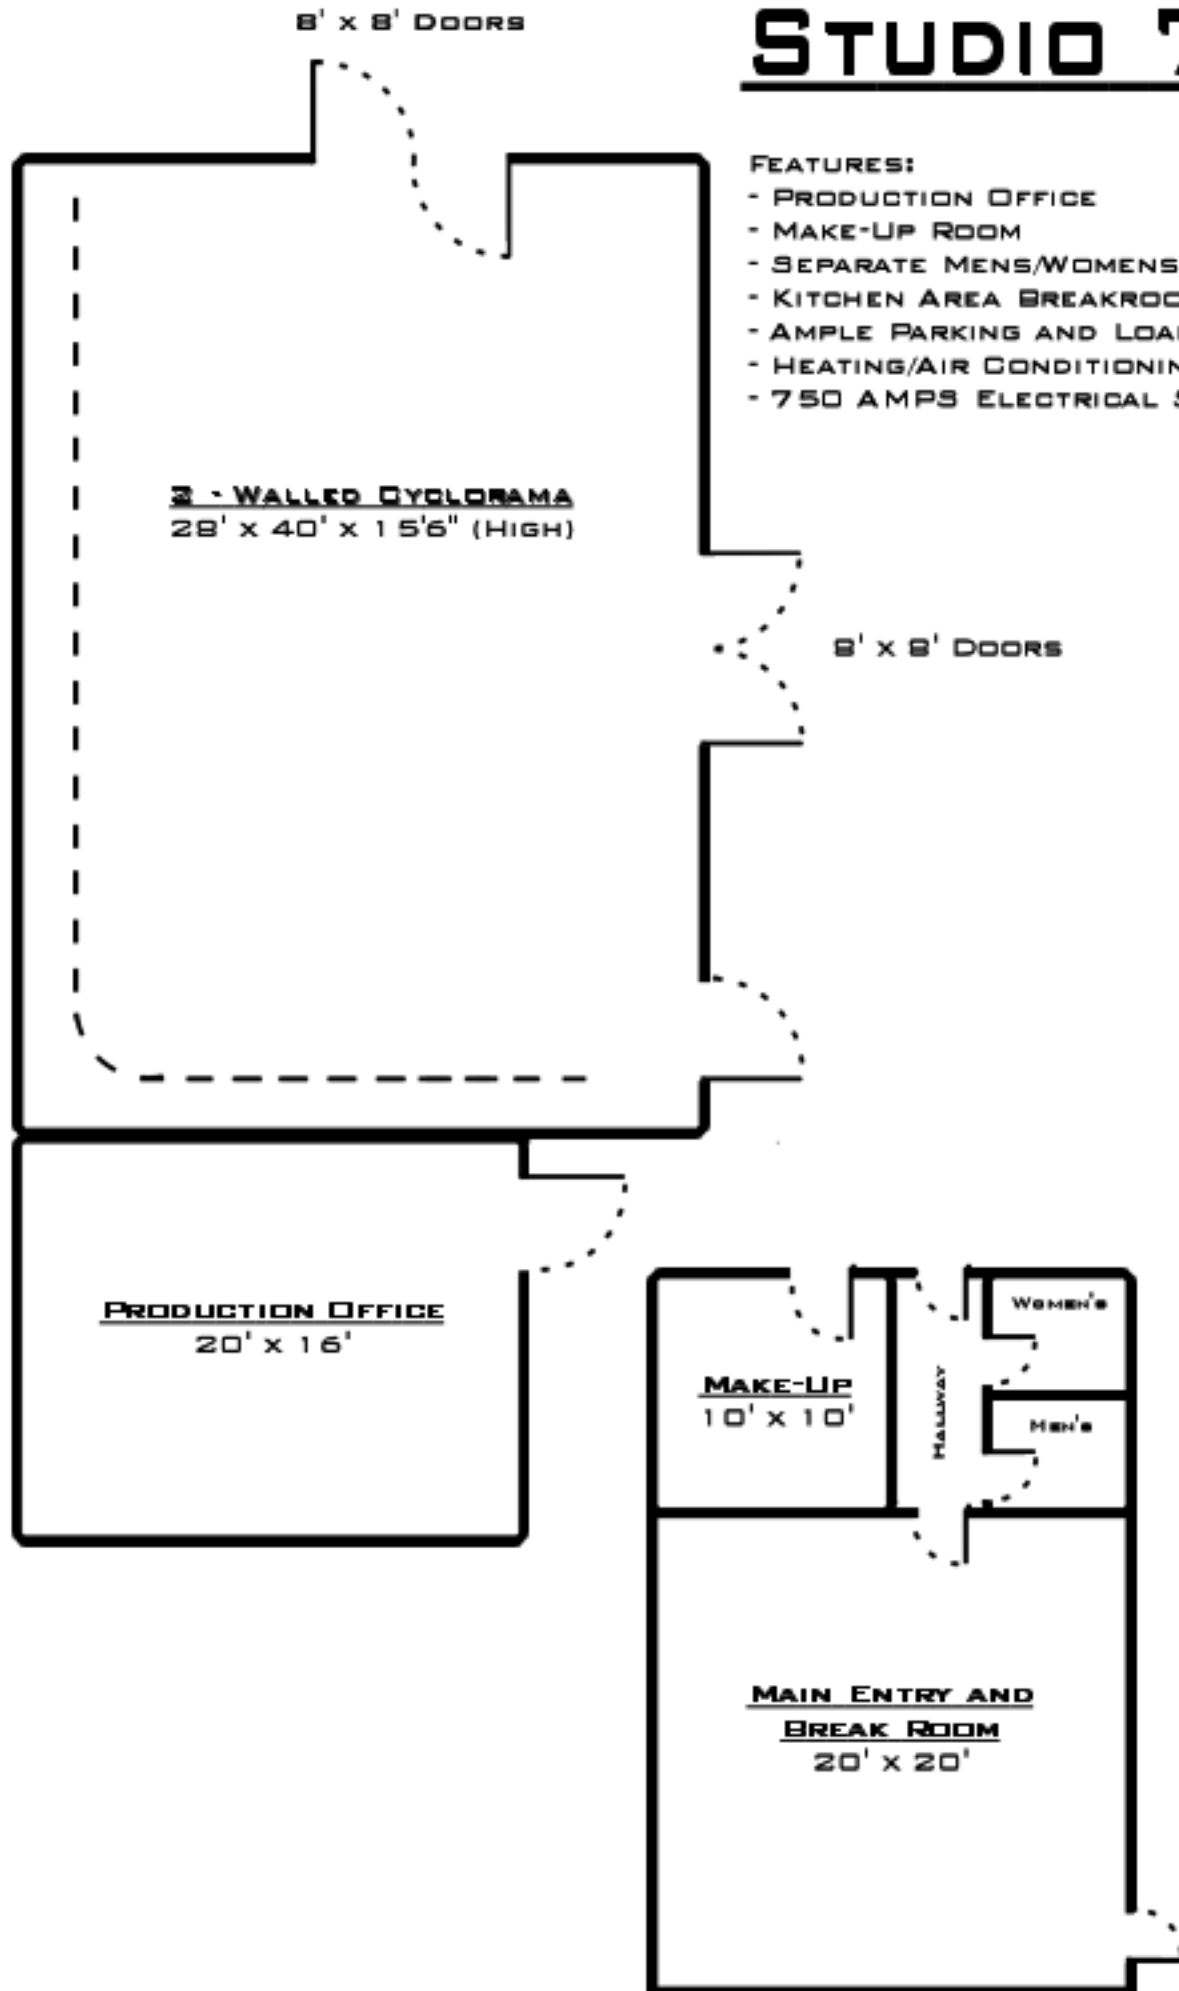 8' x 8' Doors
Studio 7
Features:
- Production Office
- Make-Up Room
- Separate Mens/Womens
- Kitchen Area
- Ample Parking and
- Heating/Air
- 750 AMPS Electrical
2 - Walled Cyclorama
28' x 40' x 15'6" (High)
8' x 8' Doors
Production Office
20' x 16'
Women's
Make-Up
10' x 10'
Hallway
Men's
Main Entry and
Break Room
20' x 20'